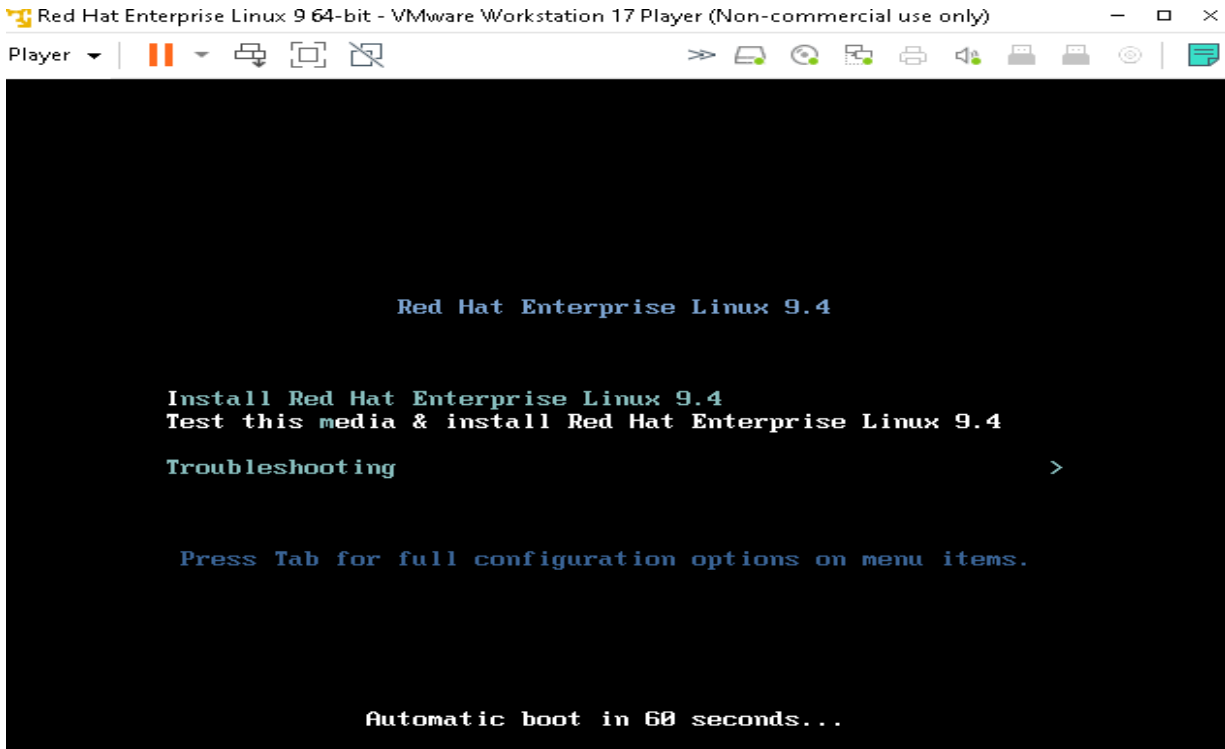 Red Hat Enterprise Linux 9 64-bit - VMware Workstation 17 Player (Non-commercial use only)
Player
Red Hat Enterprise Linux 9.4
Install Red Hat Enterprise Linux 9.4
Test this media & install Red Hat Enterprise Linux 9.4
Troubleshooting >
Press Tab for full configuration options on menu items.
Automatic boot in 60 seconds...